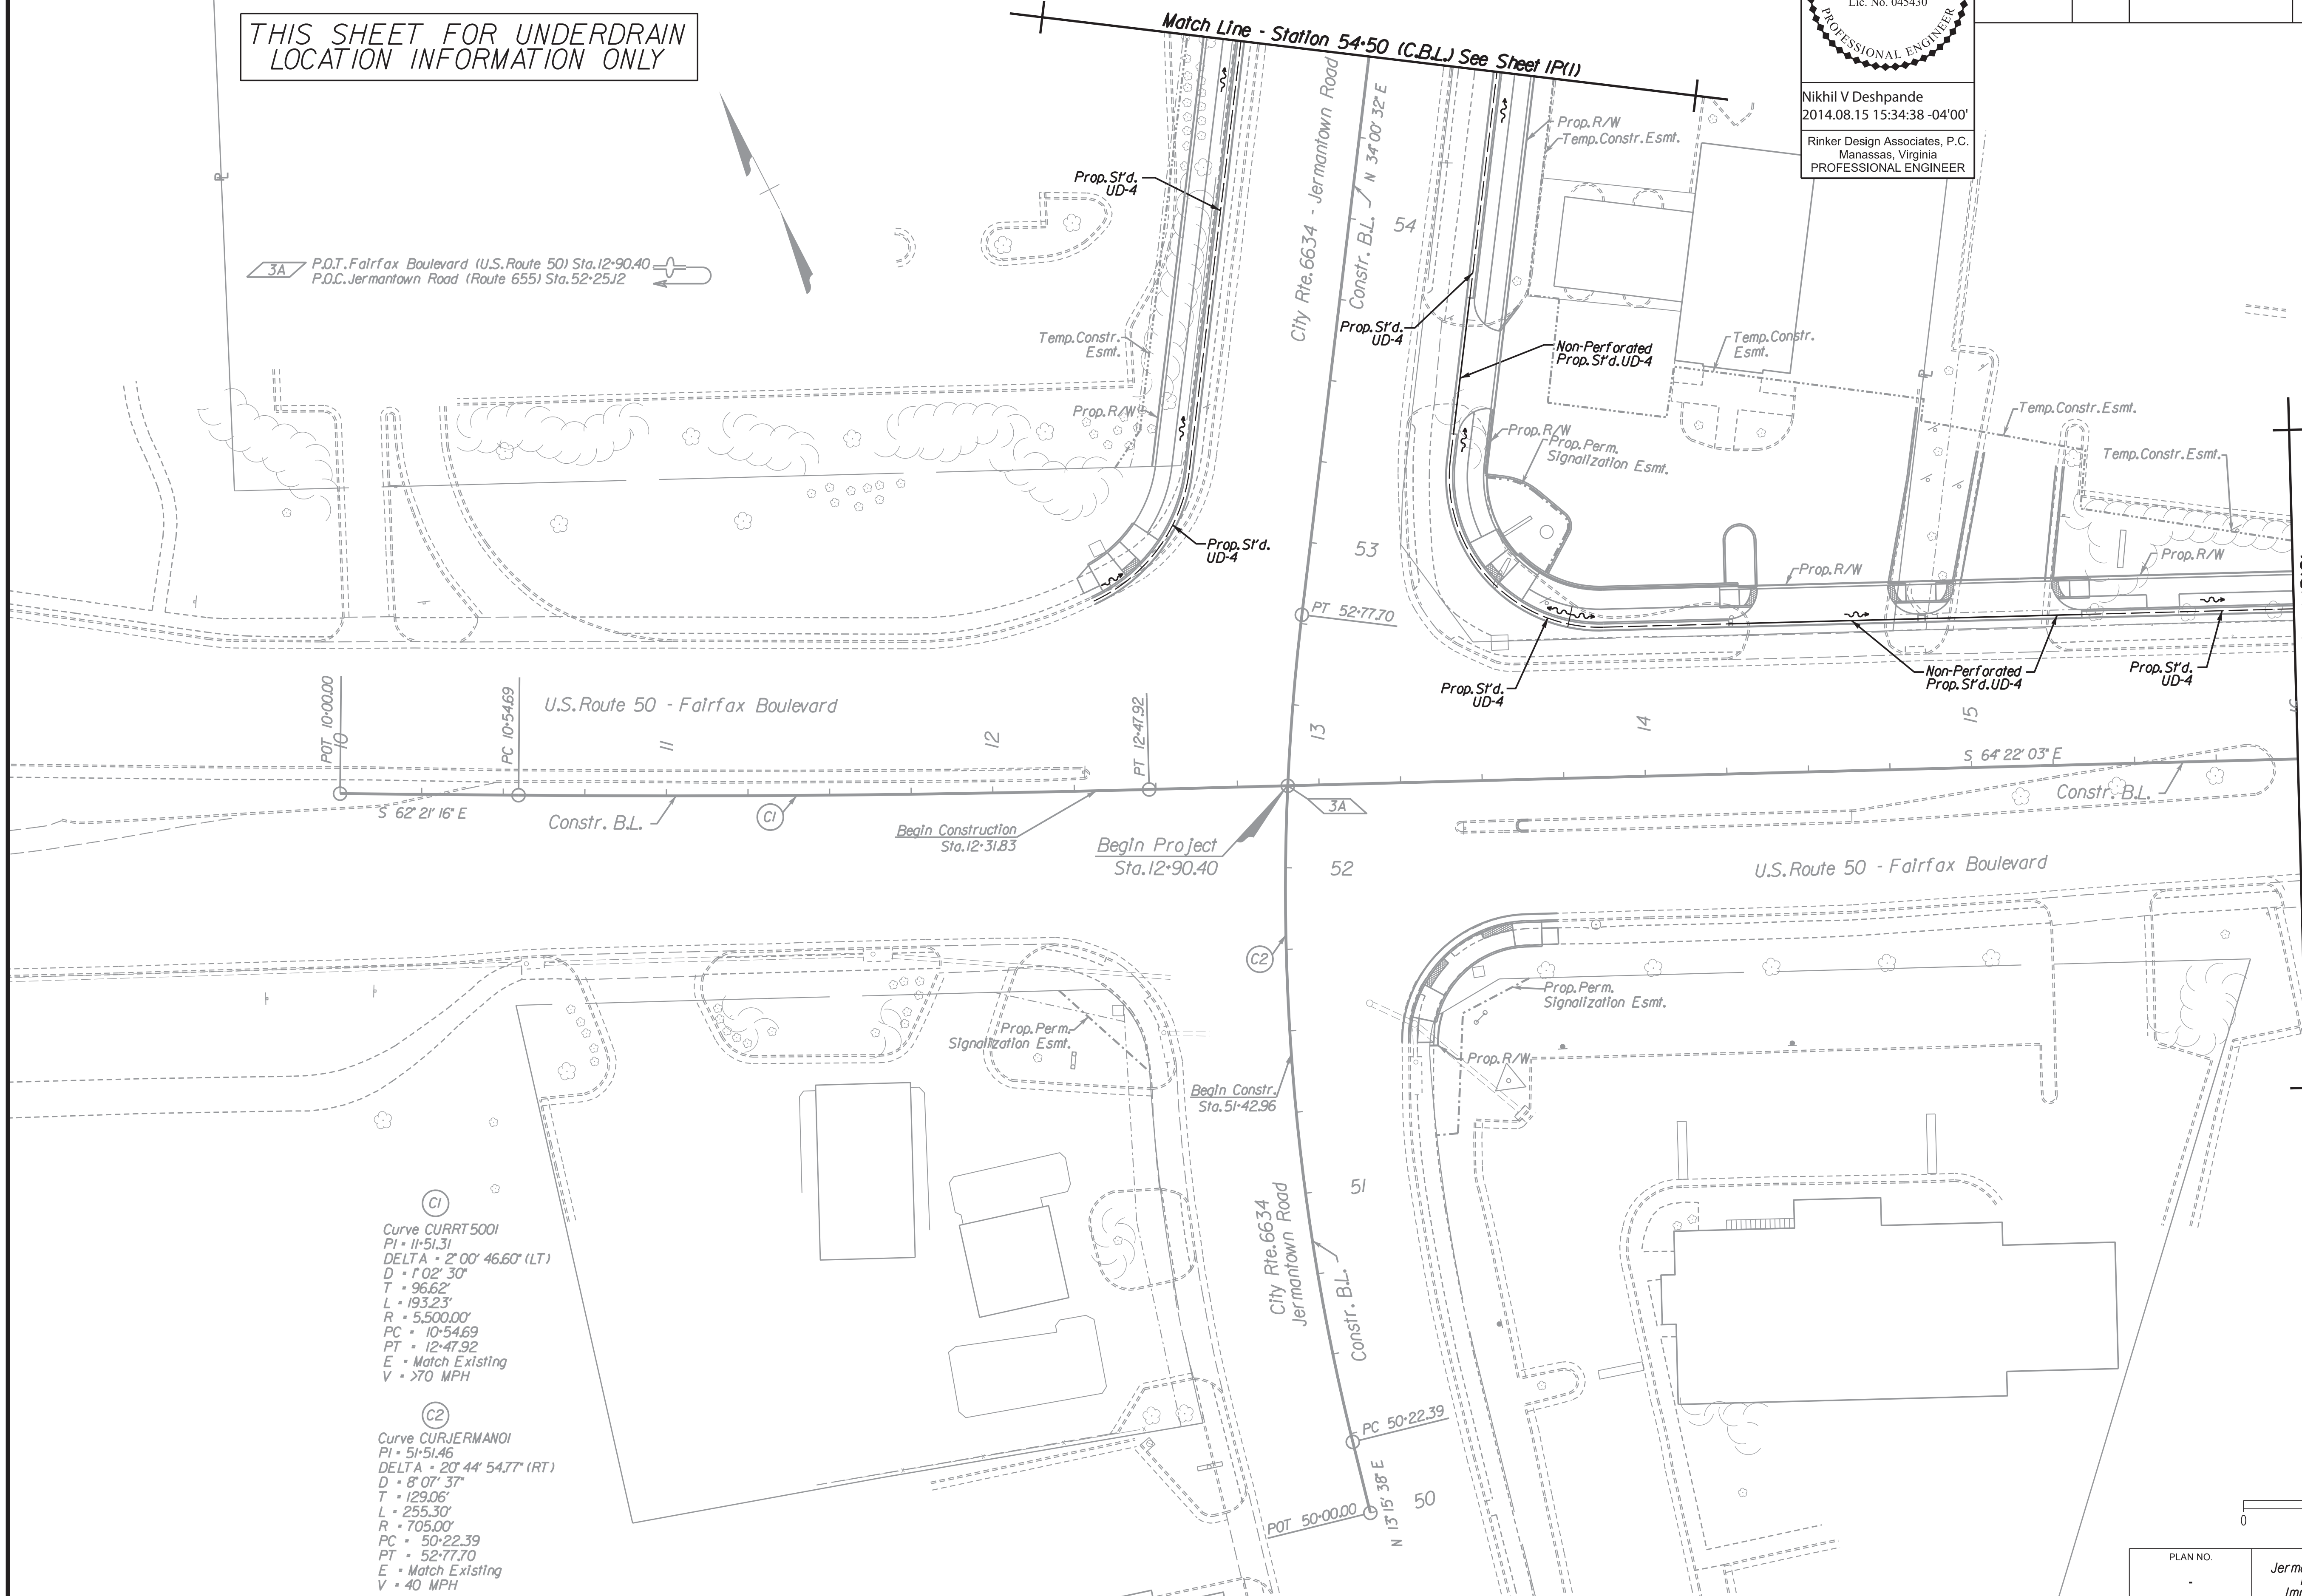 THIS SHEET FOR UNDERDRAIN
LOCATION INFORMATION ONLY
Match Line - Station 54+50 (C.B.L.) See Sheet 1P(1)
Lic. No. 045430
PROFESSIONAL ENGINEER
Nikhil V Deshpande
2014.08.15 15:34:38 -04'00'
Rinker Design Associates, P.C.
Manassas, Virginia
PROFESSIONAL ENGINEER
3A
P.O.T. Fairfax Boulevard (U.S. Route 50) Sta. 12+90.40
P.O.C. Jermantown Road (Route 655) Sta. 52+25.12
Prop. St'd.
UD-4
City Rte. 6634 - Jermantown Road
Constr. B.L.
N 34° 00' 32" E
54
Prop. R/W
Temp. Constr. Esmt.
Temp. Constr.
Esmt.
Prop. St'd.
UD-4
Non-Perforated
Prop. St'd. UD-4
Temp. Constr.
Esmt.
Prop. R/W
Prop. R/W
Prop. Perm.
Signalization Esmt.
Temp. Constr. Esmt.
Temp. Constr. Esmt.
Prop. St'd.
UD-4
53
Prop. R/W
Prop. R/W
PT 52+77.70
Prop. St'd.
UD-4
Non-Perforated
Prop. St'd. UD-4
Prop. St'd.
UD-4
POT 10+00.00
10
PC 10+54.69
U.S. Route 50 - Fairfax Boulevard
11
12
PT 12+47.92
13
14
15
S 64° 22' 03" E
S 62° 21' 16" E
Constr. B.L.
C1
Begin Construction
Sta. 12+31.83
Begin Project
Sta. 12+90.40
3A
52
Constr. B.L.
U.S. Route 50 - Fairfax Boulevard
C2
Prop. Perm.
Signalization Esmt.
Prop. Perm.
Signalization Esmt.
Prop. R/W
Begin Constr.
Sta. 51+42.96
51
City Rte. 6634
Jermantown Road
Constr. B.L.
C1
Curve CURRT5001
PI = 11+51.31
DELTA = 2° 00' 46.60" (LT)
D = 1° 02' 30"
T = 96.62'
L = 193.23'
R = 5,500.00'
PC = 10+54.69
PT = 12+47.92
E = Match Existing
V = >70 MPH
C2
Curve CURJERMAN01
PI = 51+51.46
DELTA = 20° 44' 54.77" (RT)
D = 8° 07' 37"
T = 129.06'
L = 255.30'
R = 705.00'
PC = 50+22.39
PT = 52+77.70
E = Match Existing
V = 40 MPH
PC 50+22.39
POT 50+00.00
N 13° 15' 38" E
50
0
PLAN NO.
-